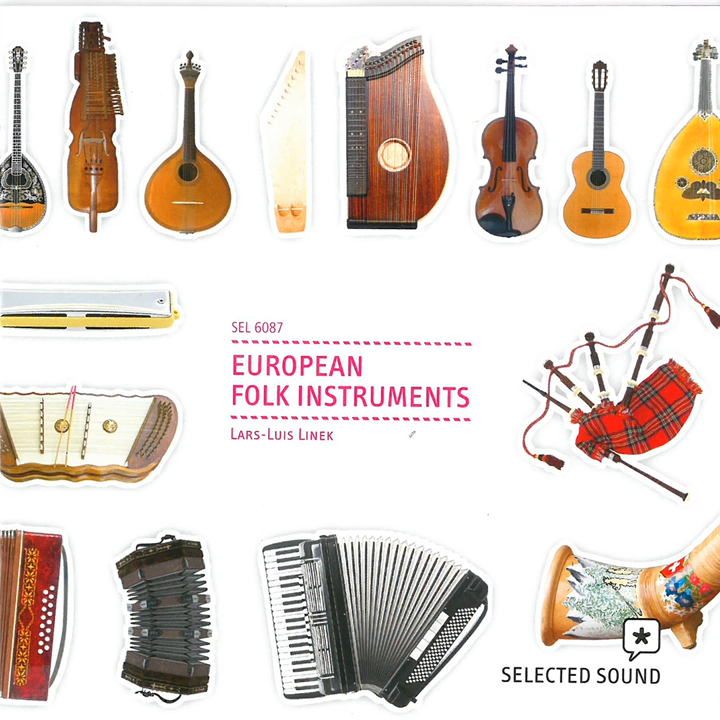 SEL 6087
EUROPEAN
FOLK INSTRUMENTS
LARS-LUIS LINEK
SELECTED SOUND